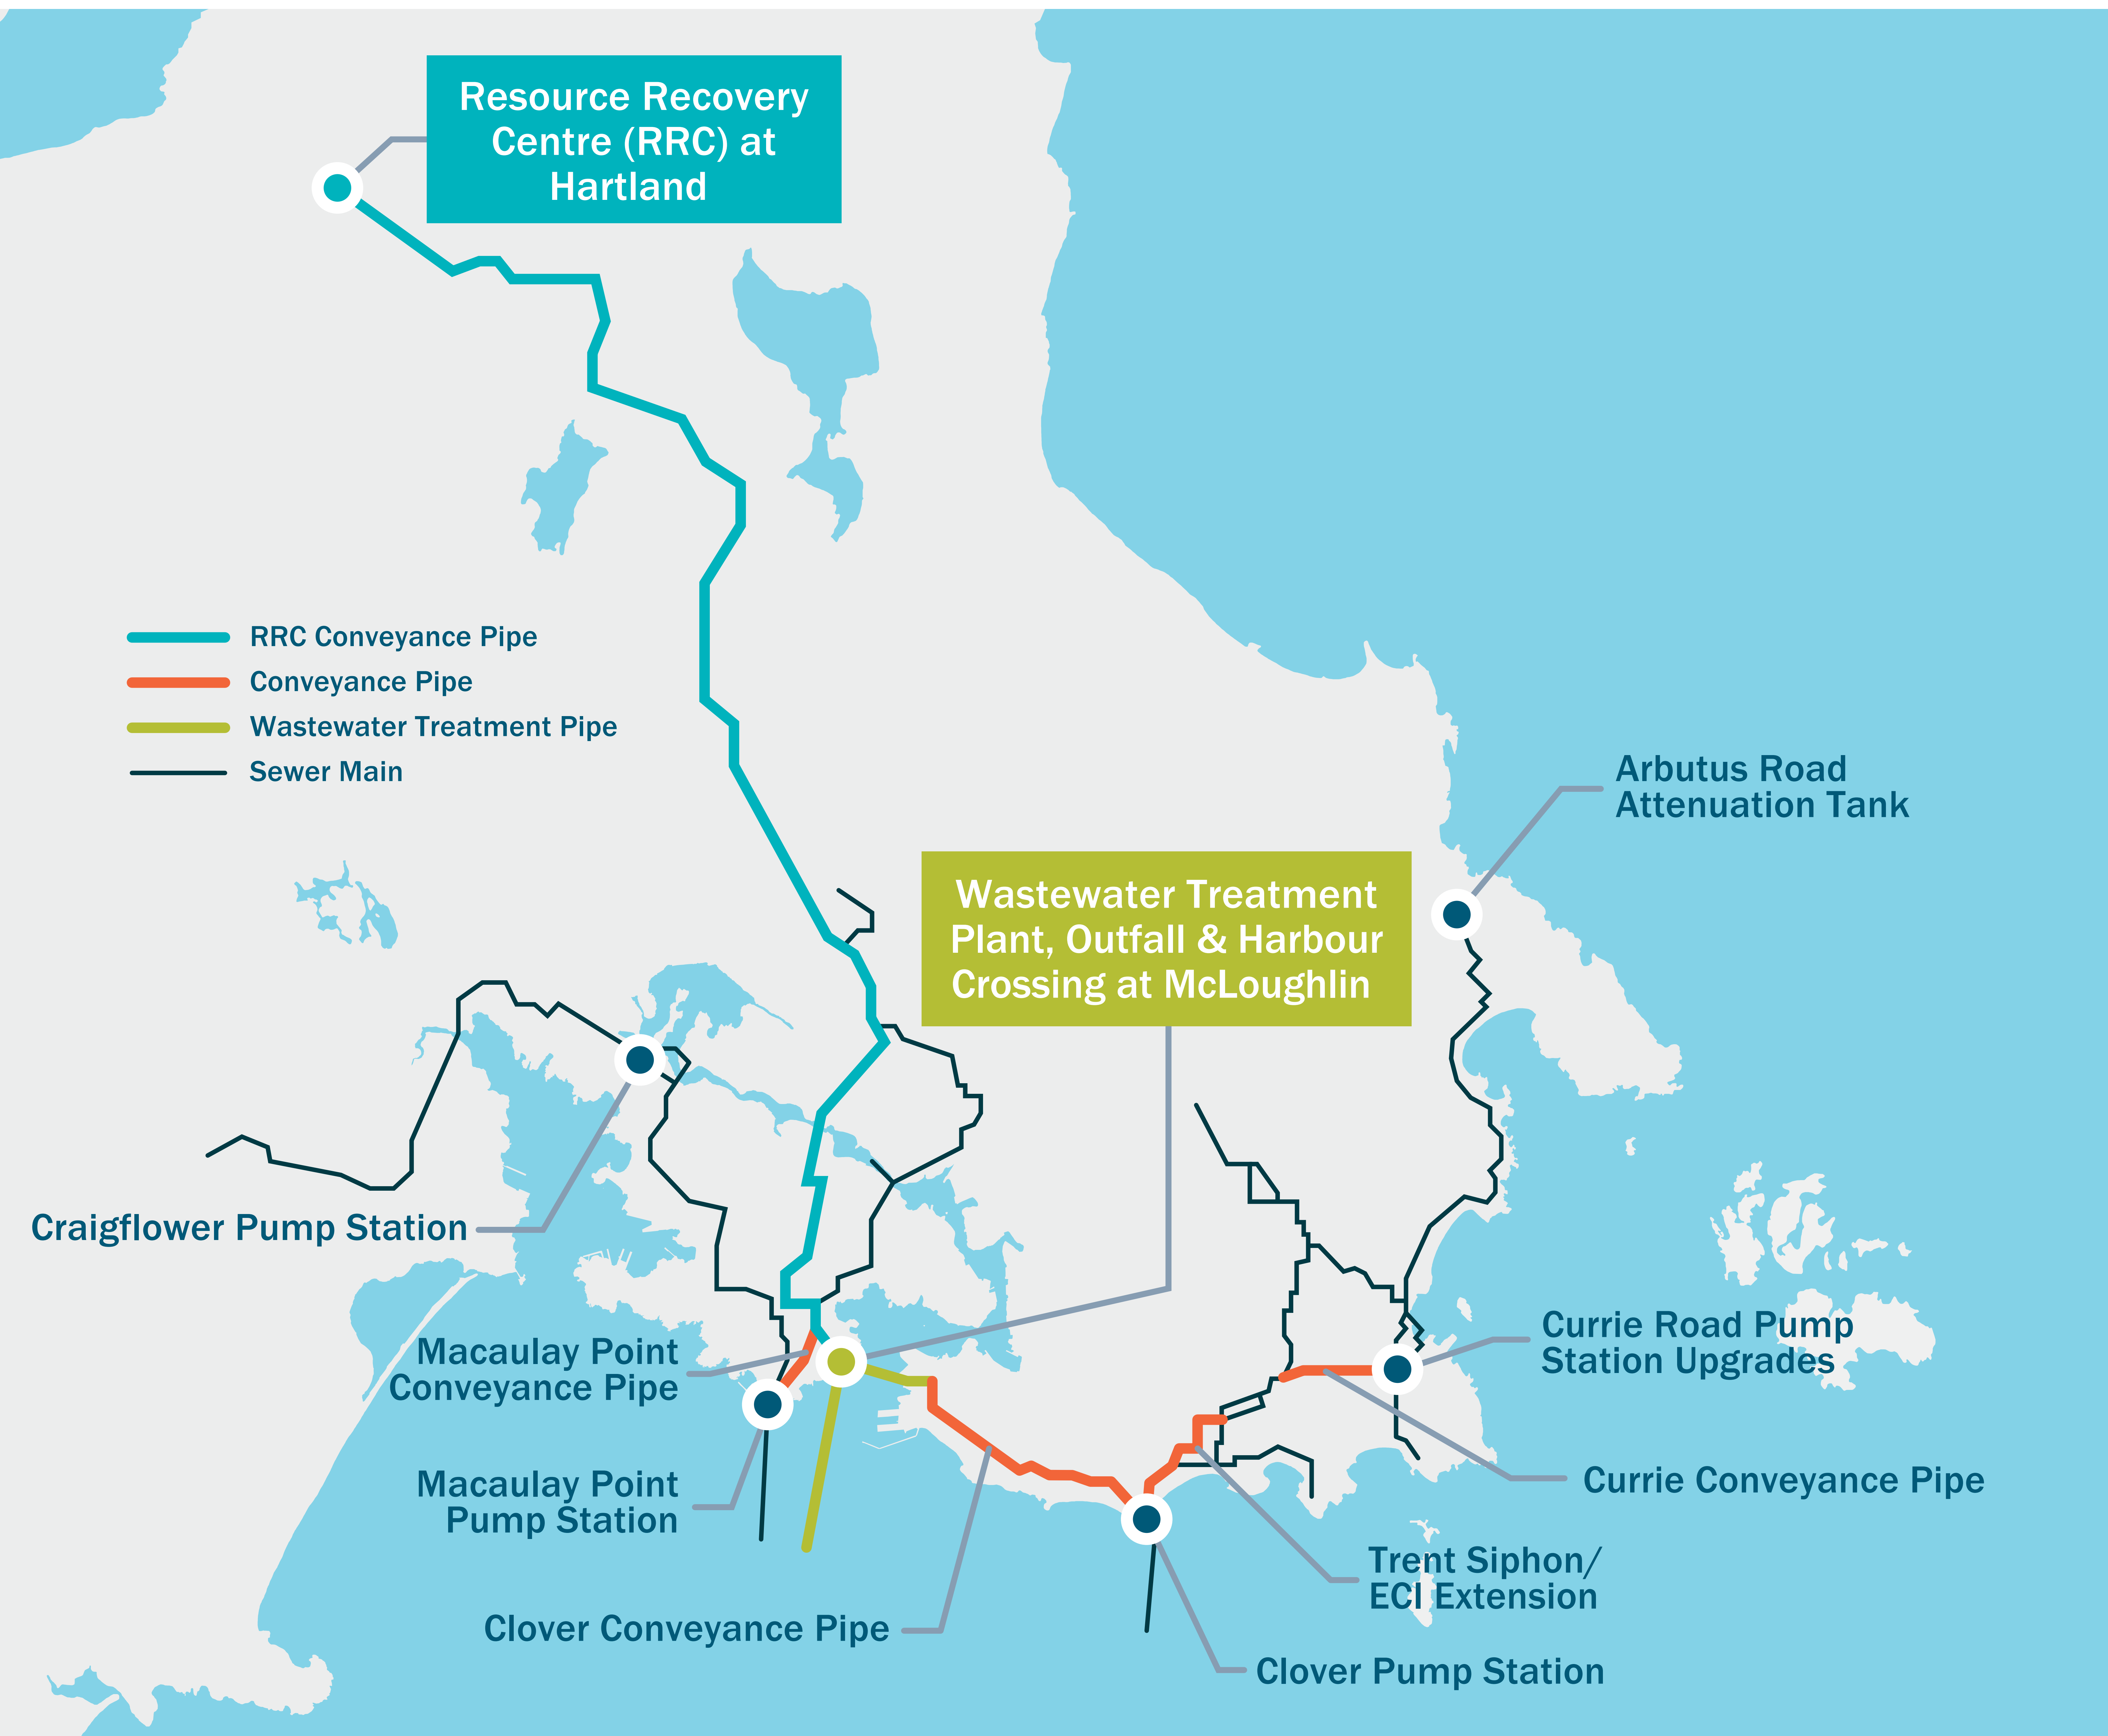 Resource Recovery
Centre (RRC) at
Hartland
RRC Conveyance Pipe
Conveyance Pipe
Wastewater Treatment Pipe
Sewer Main
Arbutus Road
Attenuation Tank
Wastewater Treatment
Plant, Outfall & Harbour
Crossing at McLoughlin
Craigflower Pump Station
Macaulay Point
Conveyance Pipe
Currie Road Pump
Station Upgrades
Macaulay Point
Pump Station
Currie Conveyance Pipe
Trent Siphon/
ECI Extension
Clover Conveyance Pipe
Clover Pump Station